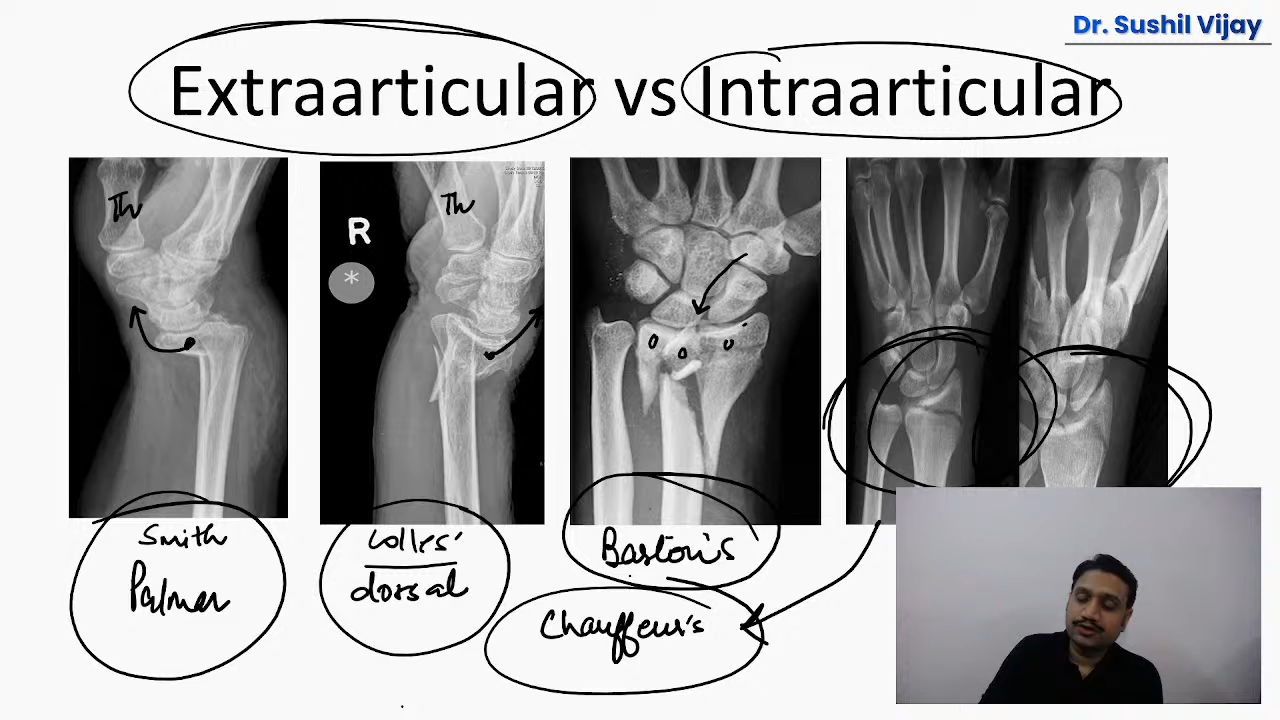 Dr. Sushil Vijay
Extraarticular vs Intraarticular
Th
Th
R
*
Smith
Palmar
Colles'
dorsal
Barton's
Chauffeur's